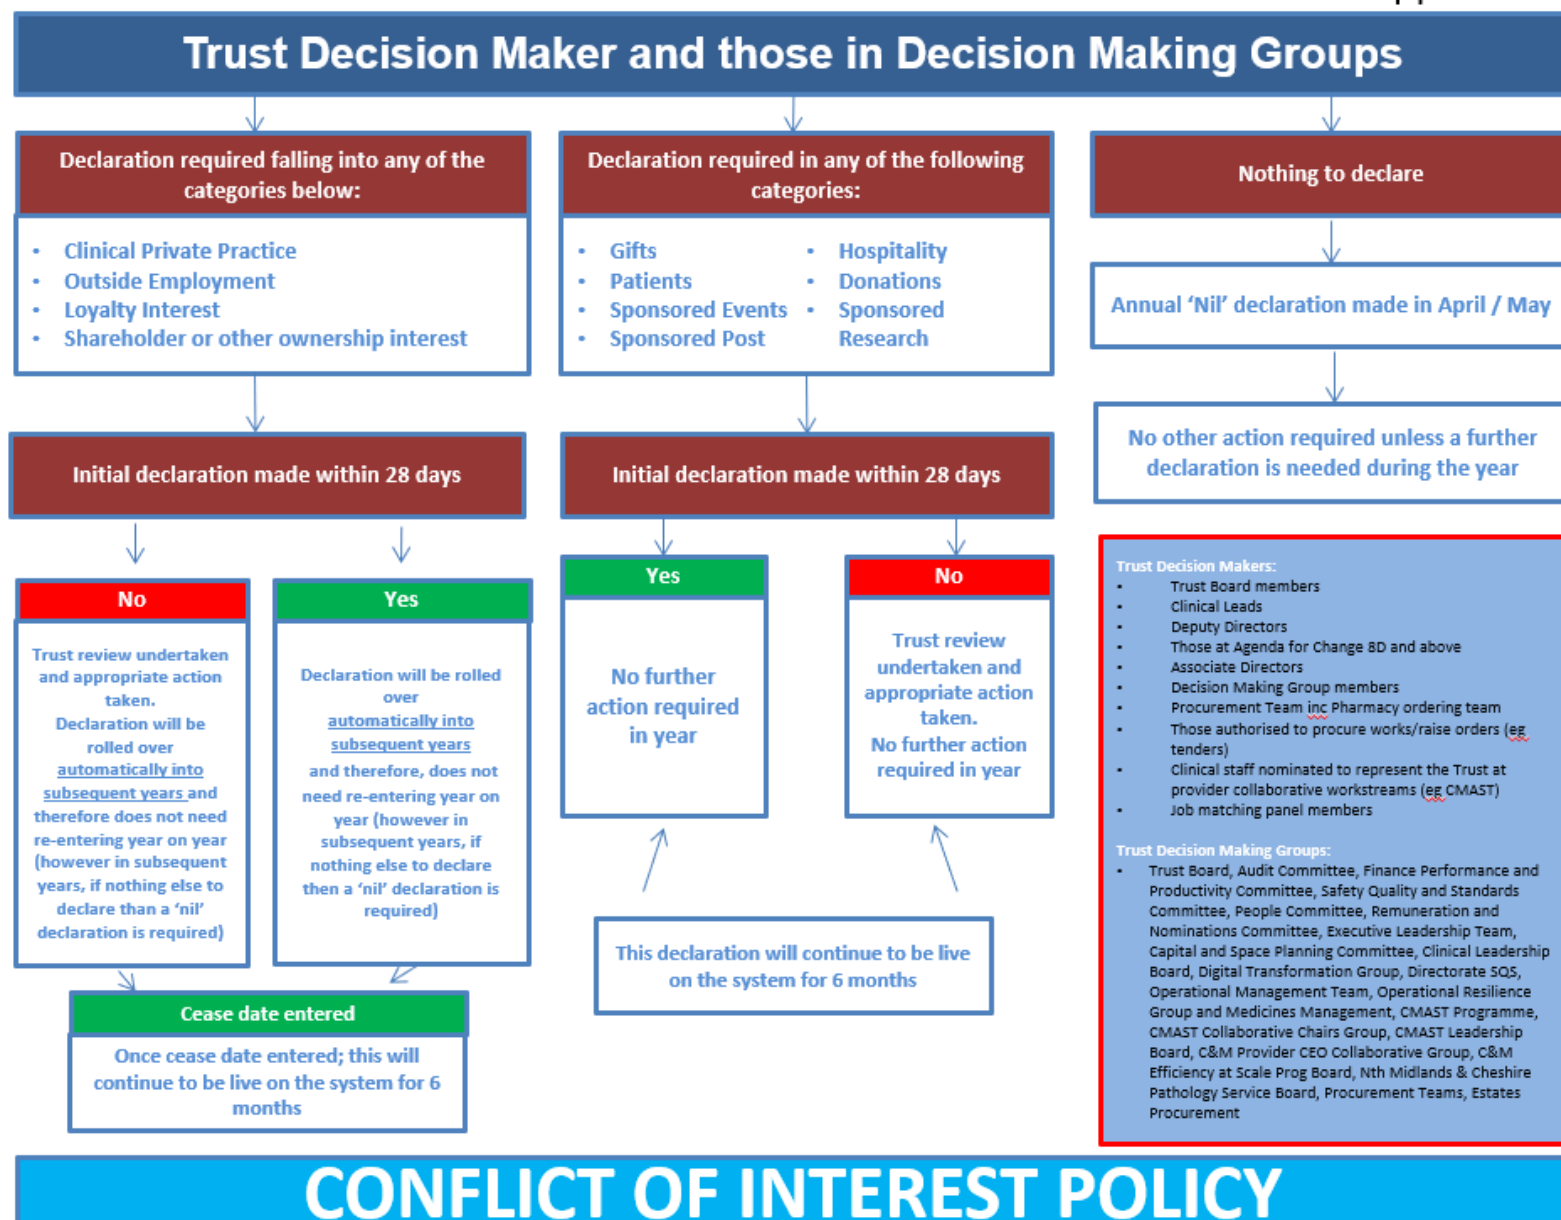 Trust Decision Maker and those in Decision Making Groups
Declaration required falling into any of the
categories below:
• Clinical Private Practice
• Outside Employment
• Loyalty Interest
• Shareholder or other ownership interest
Initial declaration made within 28 days
No
Trust review undertaken
and appropriate action
taken.
Declaration will be
rolled over
automatically into
subsequent years and
therefore does not need
re-entering year on year
(however in subsequent
years, if nothing else to
declare than a ‘nil’
declaration is required)
Yes
Declaration will be rolled
over
automatically into
subsequent years
and therefore, does not
need re-entering year on
year (however in
subsequent years, if
nothing else to declare
then a ‘nil’ declaration is
required)
Cease date entered
Once cease date entered; this will
continue to be live on the system for 6
months
Declaration required in any of the following
categories:
• Gifts
• Patients
• Sponsored Events
• Sponsored Post
• Hospitality
• Donations
• Sponsored
Research
Initial declaration made within 28 days
Yes
No further
action required
in year
No
Trust review
undertaken and
appropriate action
taken.
No further action
required in year
This declaration will continue to be live
on the system for 6 months
Nothing to declare
Annual ‘Nil’ declaration made in April / May
No other action required unless a further
declaration is needed during the year
Trust Decision Makers:
• Trust Board members
• Clinical Leads
• Deputy Directors
• Those at Agenda for Change 8D and above
• Associate Directors
• Decision Making Group members
• Procurement Team inc Pharmacy ordering team
• Those authorised to procure works/raise orders (eg
tenders)
• Clinical staff nominated to represent the Trust at
provider collaborative workstreams (eg CMAST)
• Job matching panel members
Trust Decision Making Groups:
• Trust Board, Audit Committee, Finance Performance and
Productivity Committee, Safety Quality and Standards
Committee, People Committee, Remuneration and
Nominations Committee, Executive Leadership Team,
Capital and Space Planning Committee, Clinical Leadership
Board, Digital Transformation Group, Directorate SQS,
Operational Management Team, Operational Resilience
Group and Medicines Management, CMAST Programme,
CMAST Collaborative Chairs Group, CMAST Leadership
Board, C&M Provider CEO Collaborative Group, C&M
Efficiency at Scale Prog Board, Nth Midlands & Cheshire
Pathology Service Board, Procurement Teams, Estates
Procurement
CONFLICT OF INTEREST POLICY